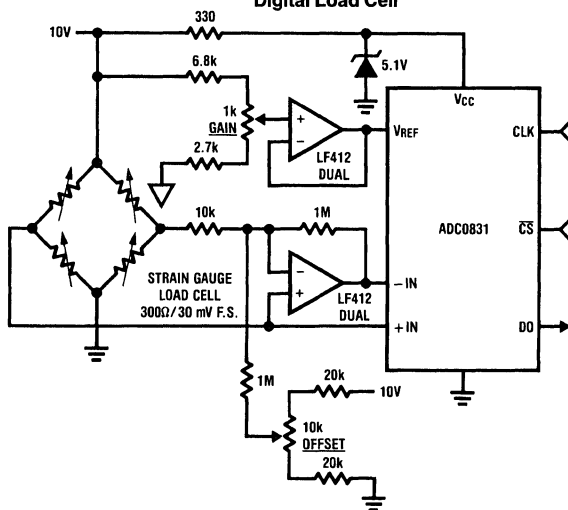 Digital Load Cell
10V
330
6.8k
5.1V
1k
GAIN
2.7k
+
−
LF412
DUAL
VCC
VREF
CLK
ADC0831
CS
−IN
+IN
DO
10k
1M
−
+
LF412
DUAL
STRAIN GAUGE
LOAD CELL
300Ω/30 mV F.S.
1M
20k
10V
10k
OFFSET
20k